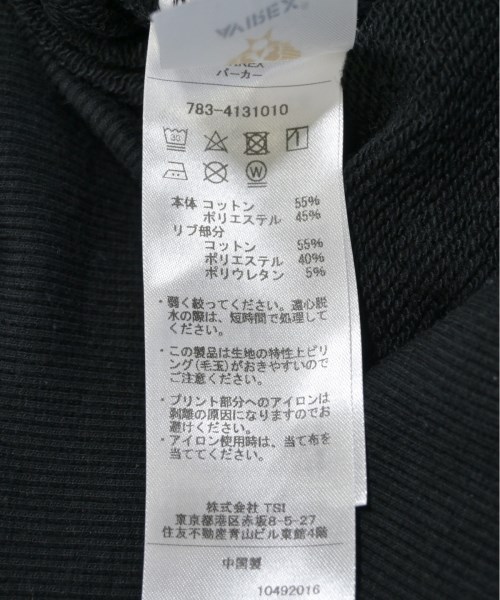 AVIREX
パーカー
783-4131010
30
本体 コットン 55%
ポリエステル 45%
リブ部分
コットン 55%
ポリエステル 40%
ポリウレタン 5%
・弱く絞ってください。遠心脱
水の際は、短時間で処理して
ください。
・この製品は生地の特性上ピリ
ング(毛玉)がおきやすいので
ご注意ください。
・プリント部分へのアイロンは
剥離の原因になりますのでお
避けください。
・アイロン使用時は、当て布を
当ててください。
株式会社 TSI
東京都港区赤坂8-5-27
住友不動産青山ビル東館4階
中国製
10492016